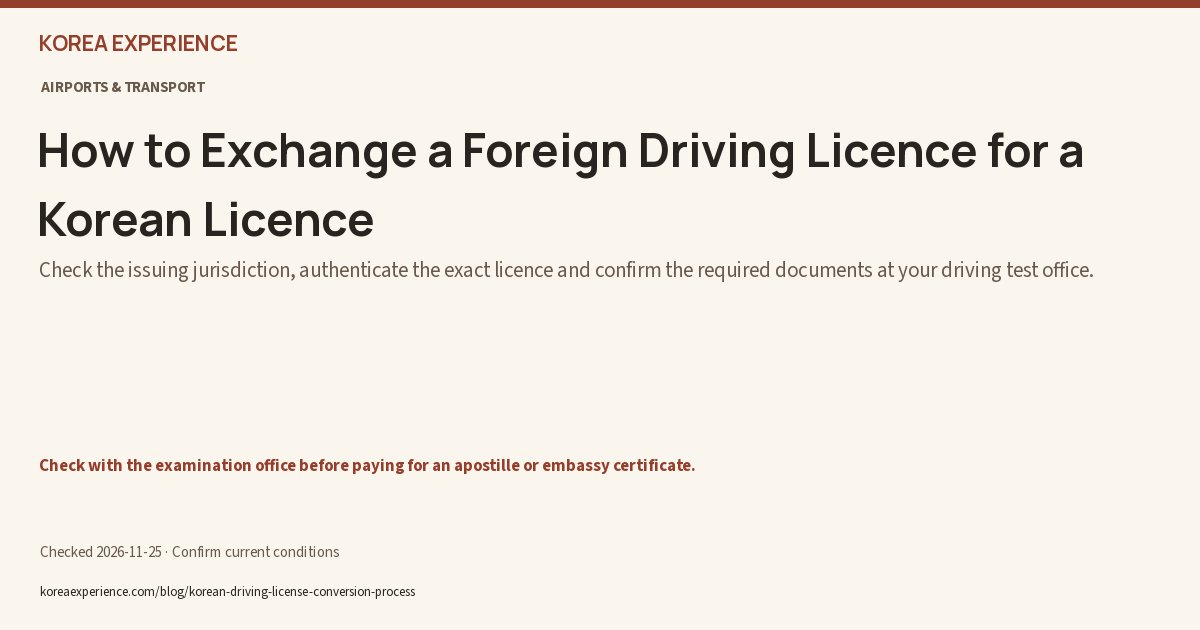 KOREA EXPERIENCE
AIRPORTS & TRANSPORT
How to Exchange a Foreign Driving Licence for a
Korean Licence
Check the issuing jurisdiction, authenticate the exact licence and confirm the required documents at your driving test office.
Check with the examination office before paying for an apostille or embassy certificate.
Checked 2026-11-25 · Confirm current conditions
koreaexperience.com/blog/korean-driving-license-conversion-process